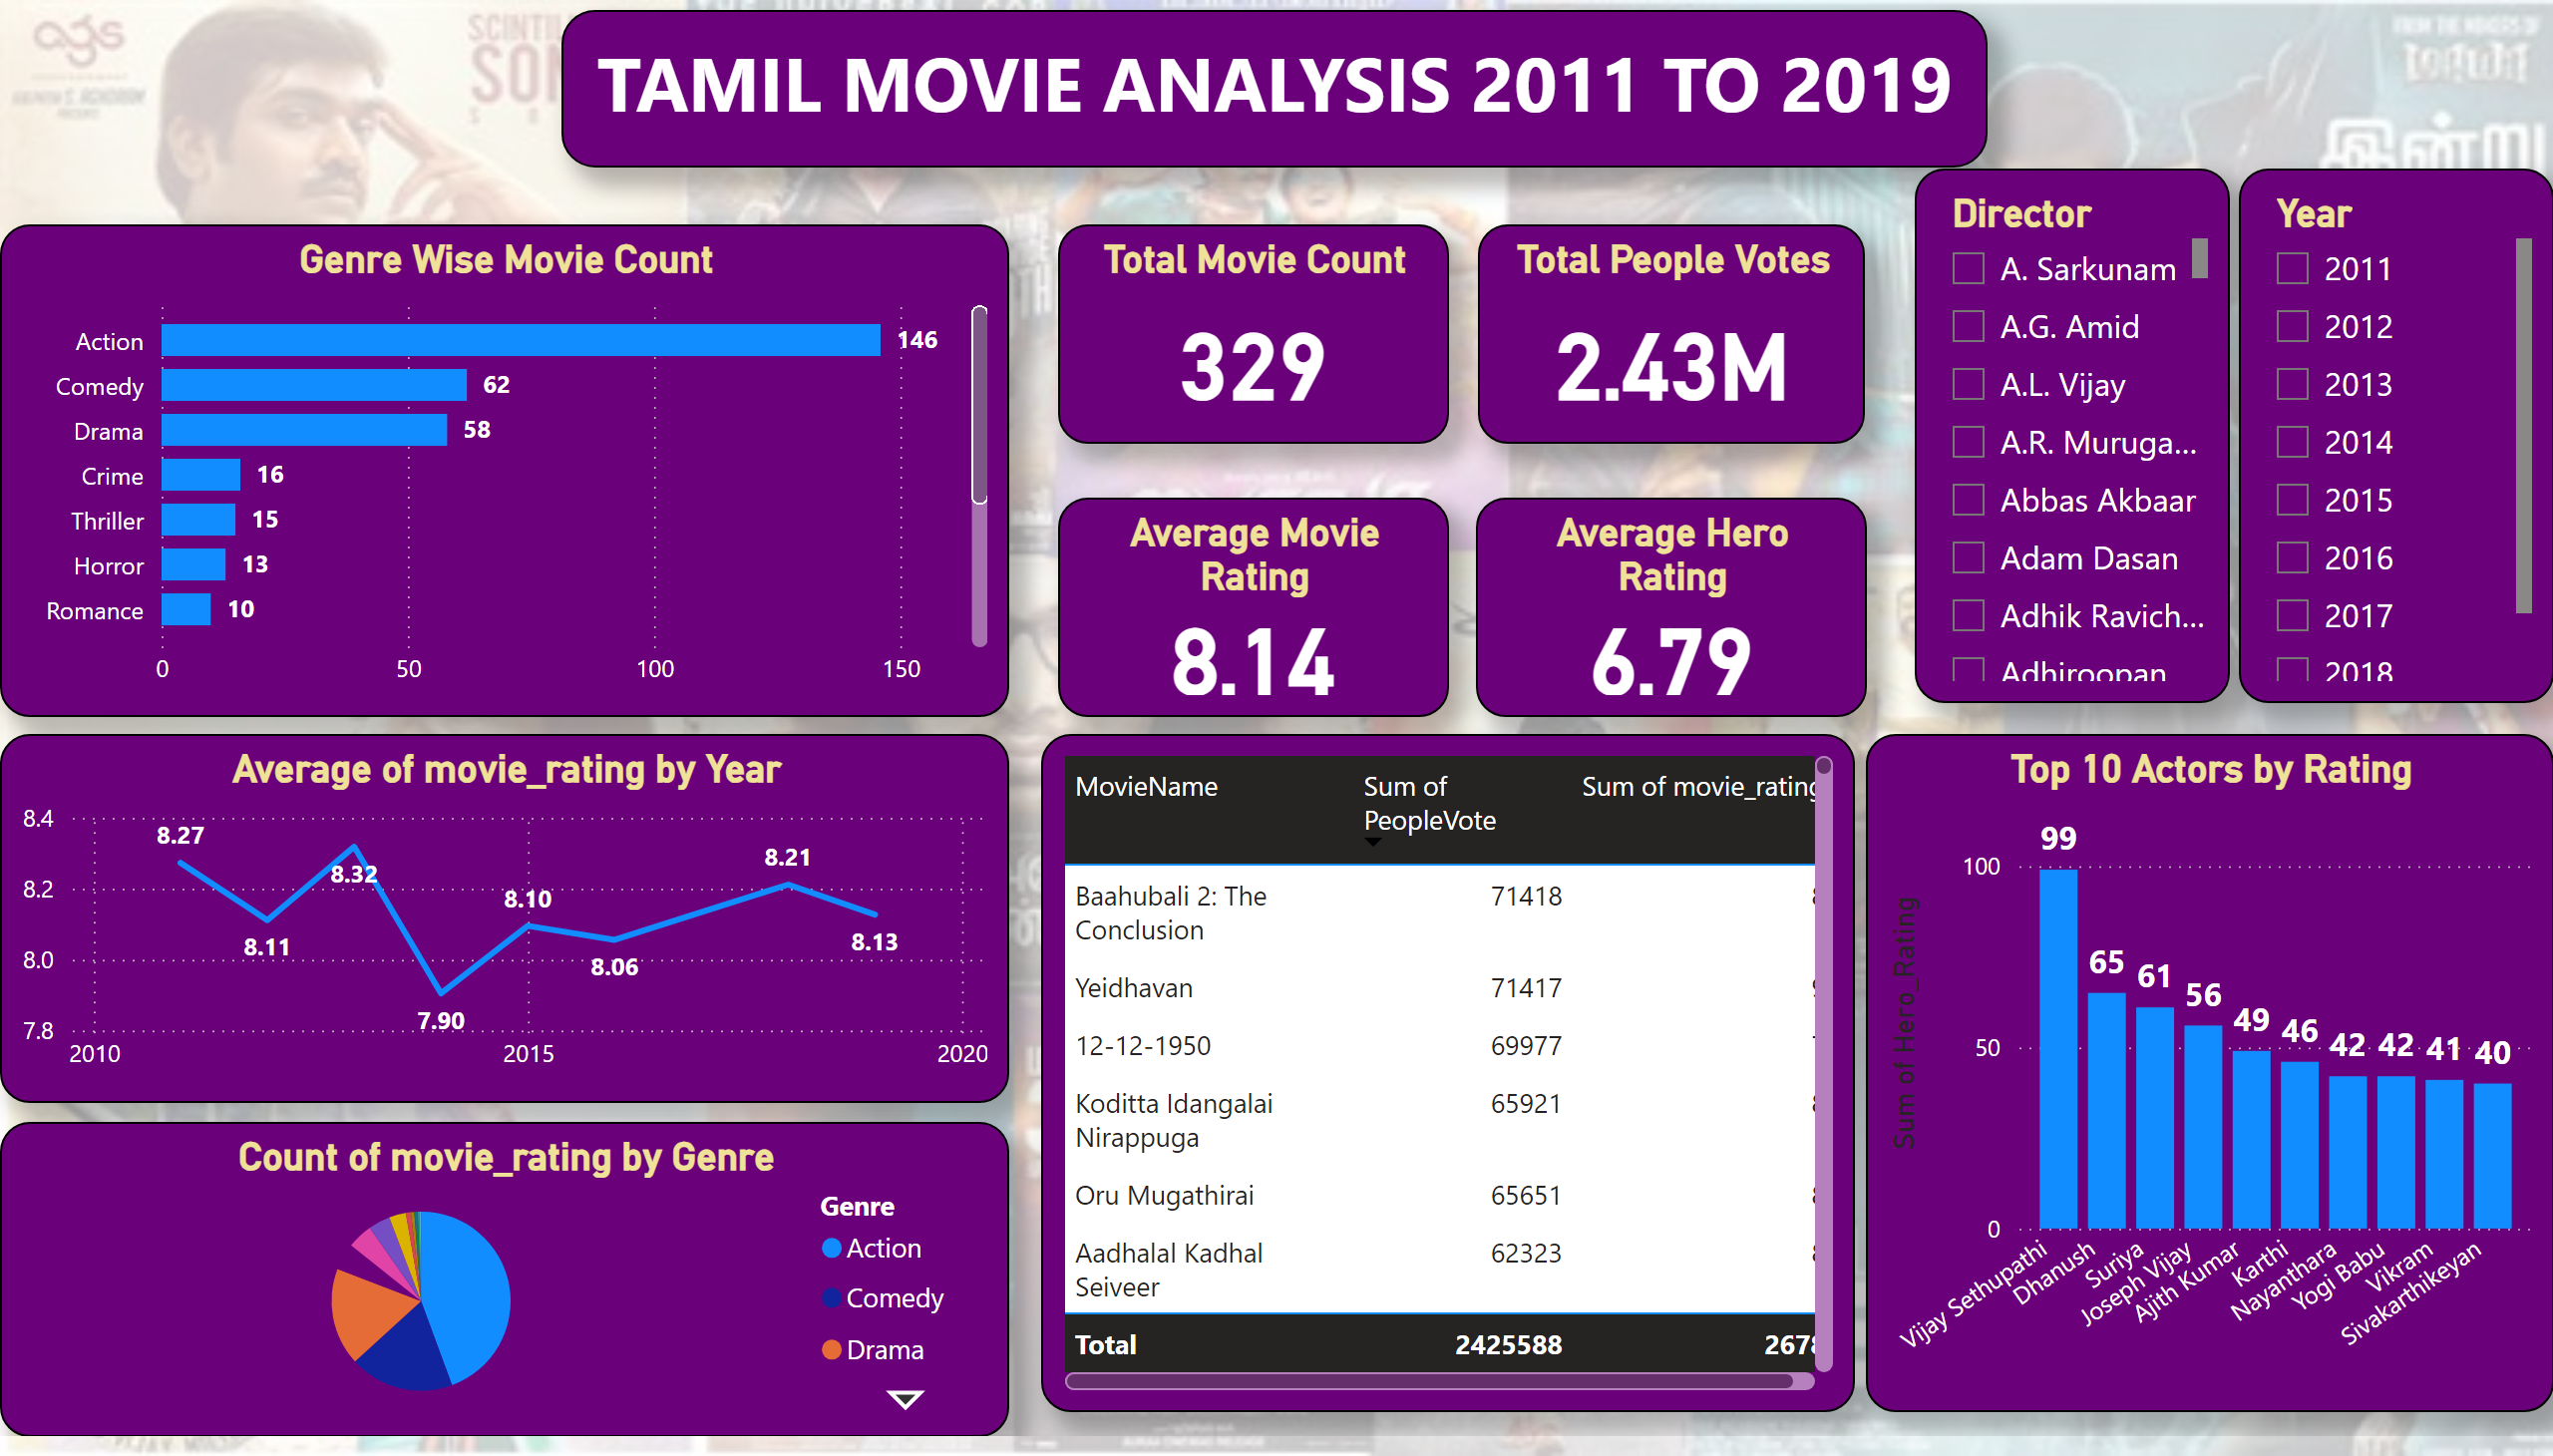 ags
SCINTIL
SON
TAMIL MOVIE ANALYSIS 2011 TO 2019
இன்று
Genre Wise Movie Count
Action
146
Comedy
62
Drama
58
Crime
16
Thriller
15
Horror
13
Romance
10
0 50 100 150
Total Movie Count
329
Total People Votes
2.43M
Average Movie
Rating
8.14
Average Hero
Rating
6.79
Director
A. Sarkunam
A.G. Amid
A.L. Vijay
A.R. Muruga...
Abbas Akbaar
Adam Dasan
Adhik Ravich...
Adhiroopan
Year
2011
2012
2013
2014
2015
2016
2017
2018
Average of movie_rating by Year
8.4
8.2
8.0
7.8
8.27
8.11
8.32
7.90
8.10
8.06
8.21
8.13
2010 2015 2020
Count of movie_rating by Genre
Genre
Action
Comedy
Drama
MovieName Sum of PeopleVote Sum of movie_rating
Baahubali 2: The Conclusion 71418
Yeidhavan 71417
12-12-1950 69977
Koditta Idangalai Nirappuga 65921
Oru Mugathirai 65651
Aadhalal Kadhal Seiveer 62323
Total 2425588 2678
Top 10 Actors by Rating
Sum of Hero_Rating
100
50
0
99 65 61 56 49 46 42 42 41 40
Vijay Sethupathi
Dhanush
Suriya
Joseph Vijay
Ajith Kumar
Karthi
Nayanthara
Yogi Babu
Vikram
Sivakarthikeyan